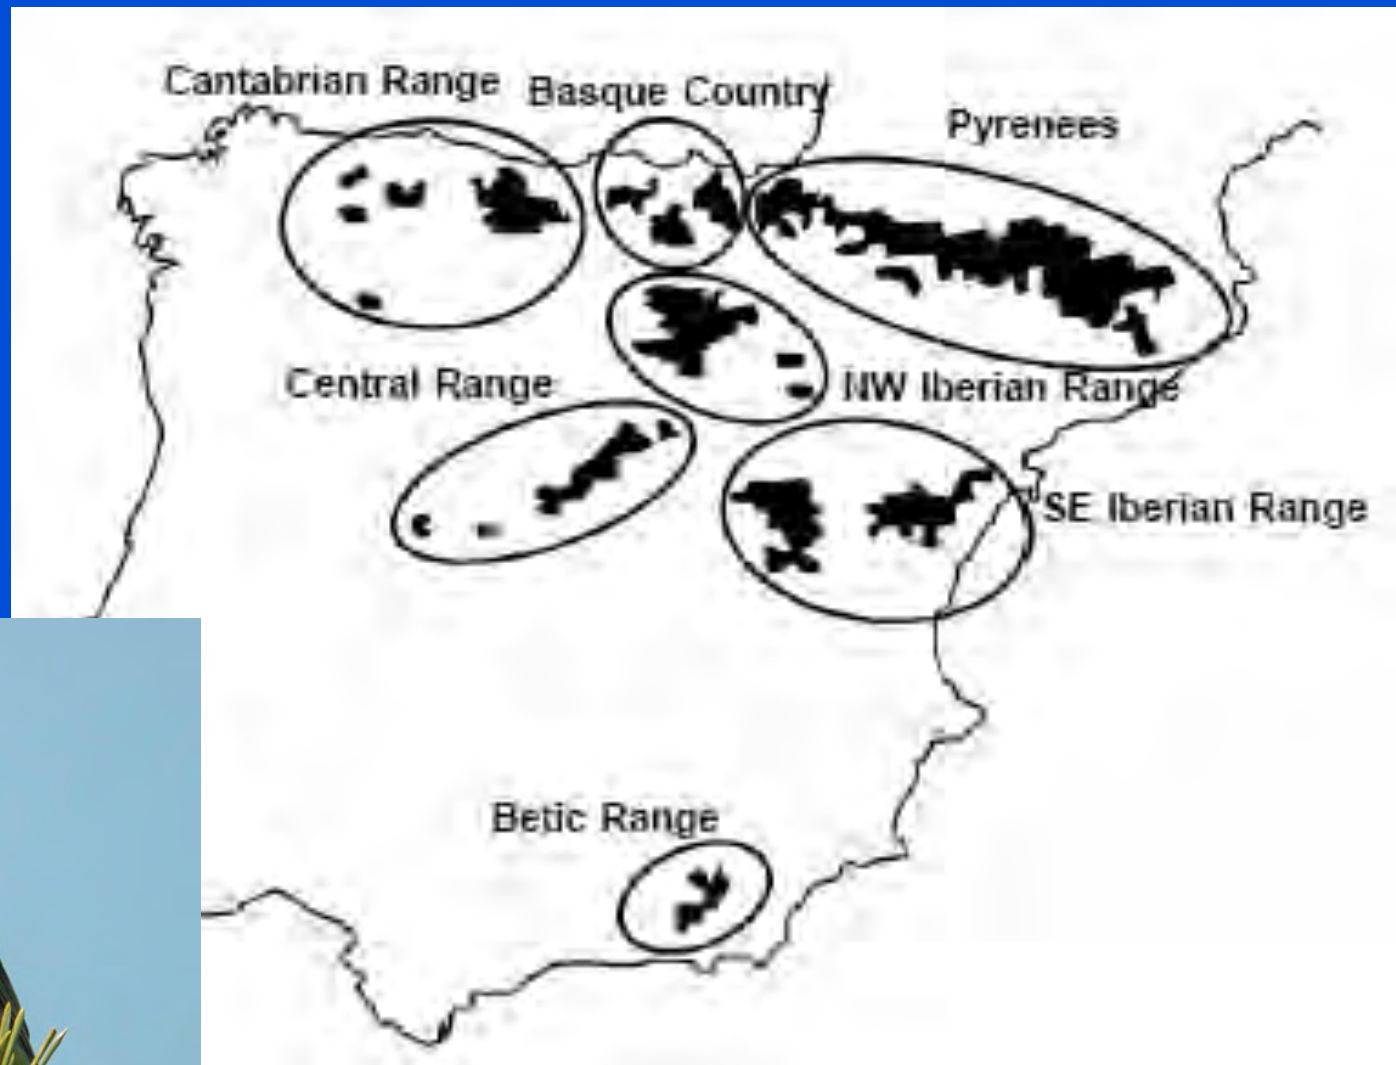 Cantabrian Range
Basque Country
Pyrenees
Central Range
NW Iberian Range
SE Iberian Range
Betic Range